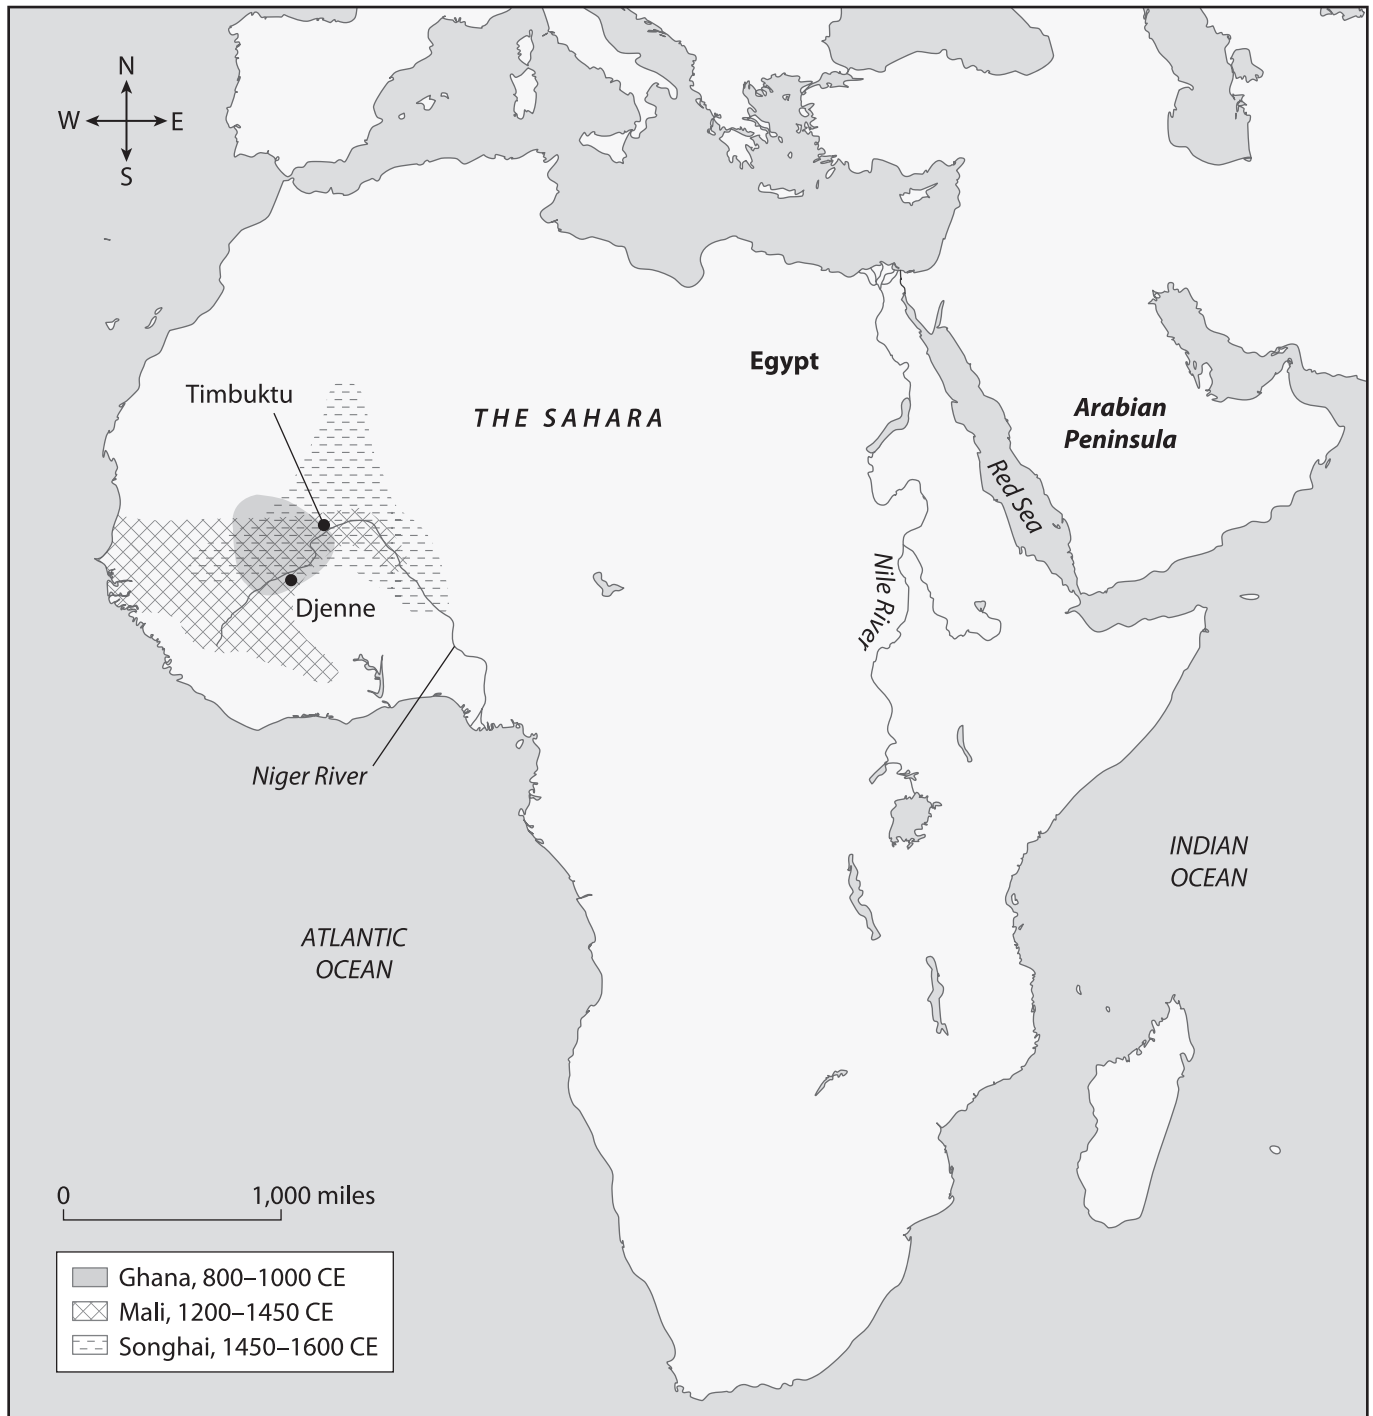 N
W
E
S
Egypt
Timbuktu
THE SAHARA
Arabian
Peninsula
Red Sea
Nile River
Djenne
Niger River
INDIAN
OCEAN
ATLANTIC
OCEAN
0
1,000 miles
Ghana, 800–1000 CE
Mali, 1200–1450 CE
Songhai, 1450–1600 CE